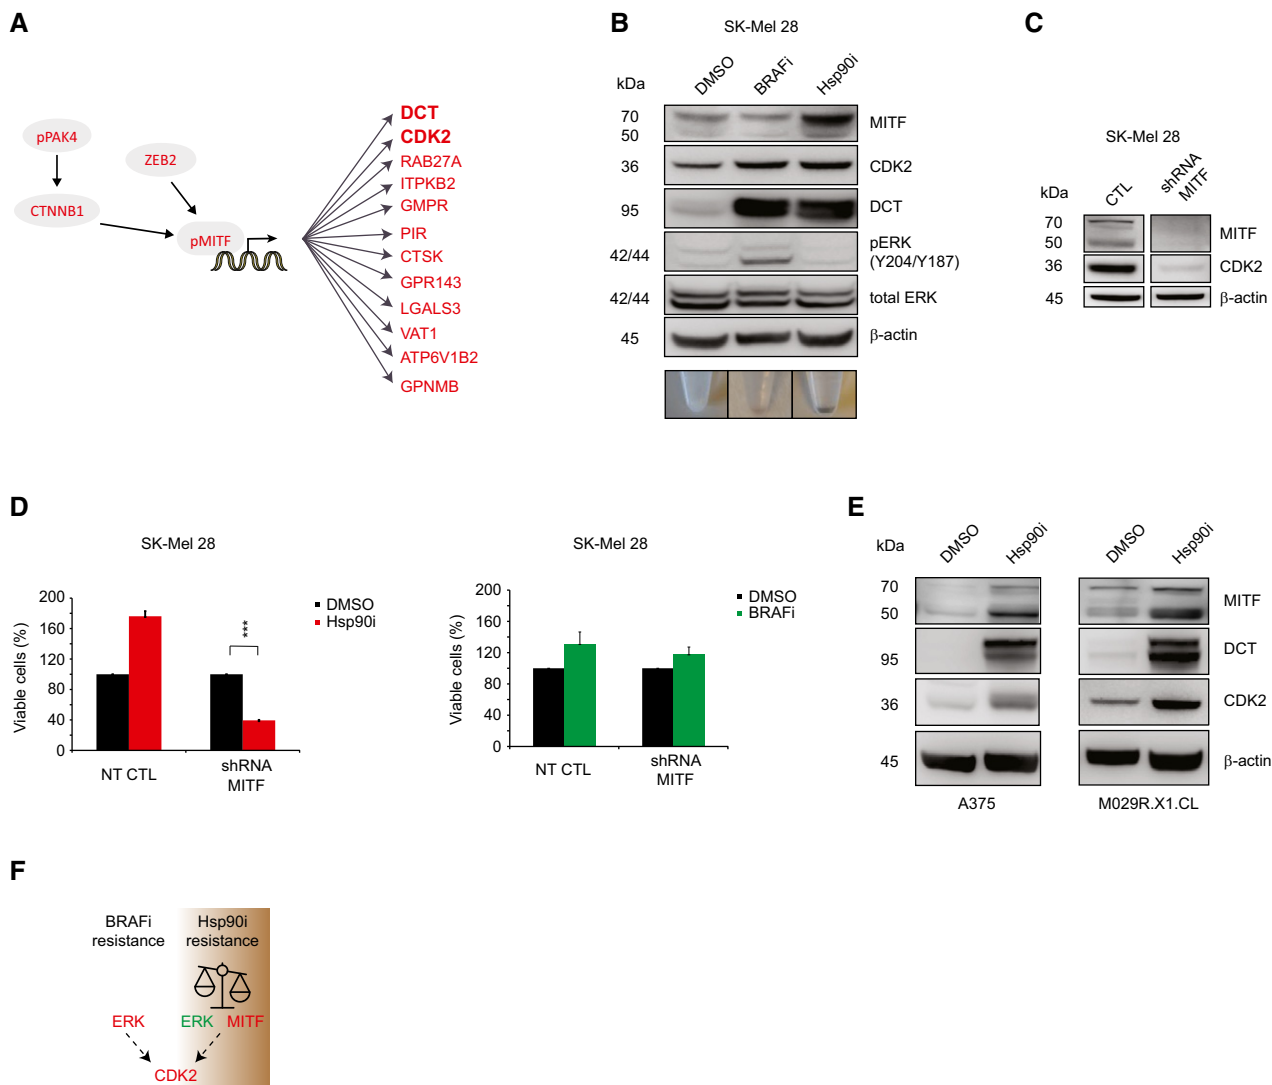 A
pPAK4
ZEB2
CTNNB1
pMITF
DCT
CDK2
RAB27A
ITPKB2
GMPR
PIR
CTSK
GPR143
LGALS3
VAT1
ATP6V1B2
GPNMB
B
SK-Mel 28
kDa
DMSO
BRAFi
Hsp90i
70
50
MITF
36
CDK2
95
DCT
42/44
pERK
(Y204/Y187)
42/44
total ERK
45
β-actin
C
SK-Mel 28
kDa
CTL
shRNA
MITF
70
50
MITF
36
CDK2
45
β-actin
D
SK-Mel 28
Viable cells (%)
200
160
120
80
40
0
***
DMSO
Hsp90i
NT CTL
shRNA
MITF
SK-Mel 28
Viable cells (%)
200
160
120
80
40
0
DMSO
BRAFi
NT CTL
shRNA
MITF
E
kDa
DMSO
Hsp90i
DMSO
Hsp90i
70
50
MITF
95
DCT
36
CDK2
45
β-actin
A375
M029R.X1.CL
F
BRAFi
resistance
Hsp90i
resistance
ERK
ERK
MITF
CDK2